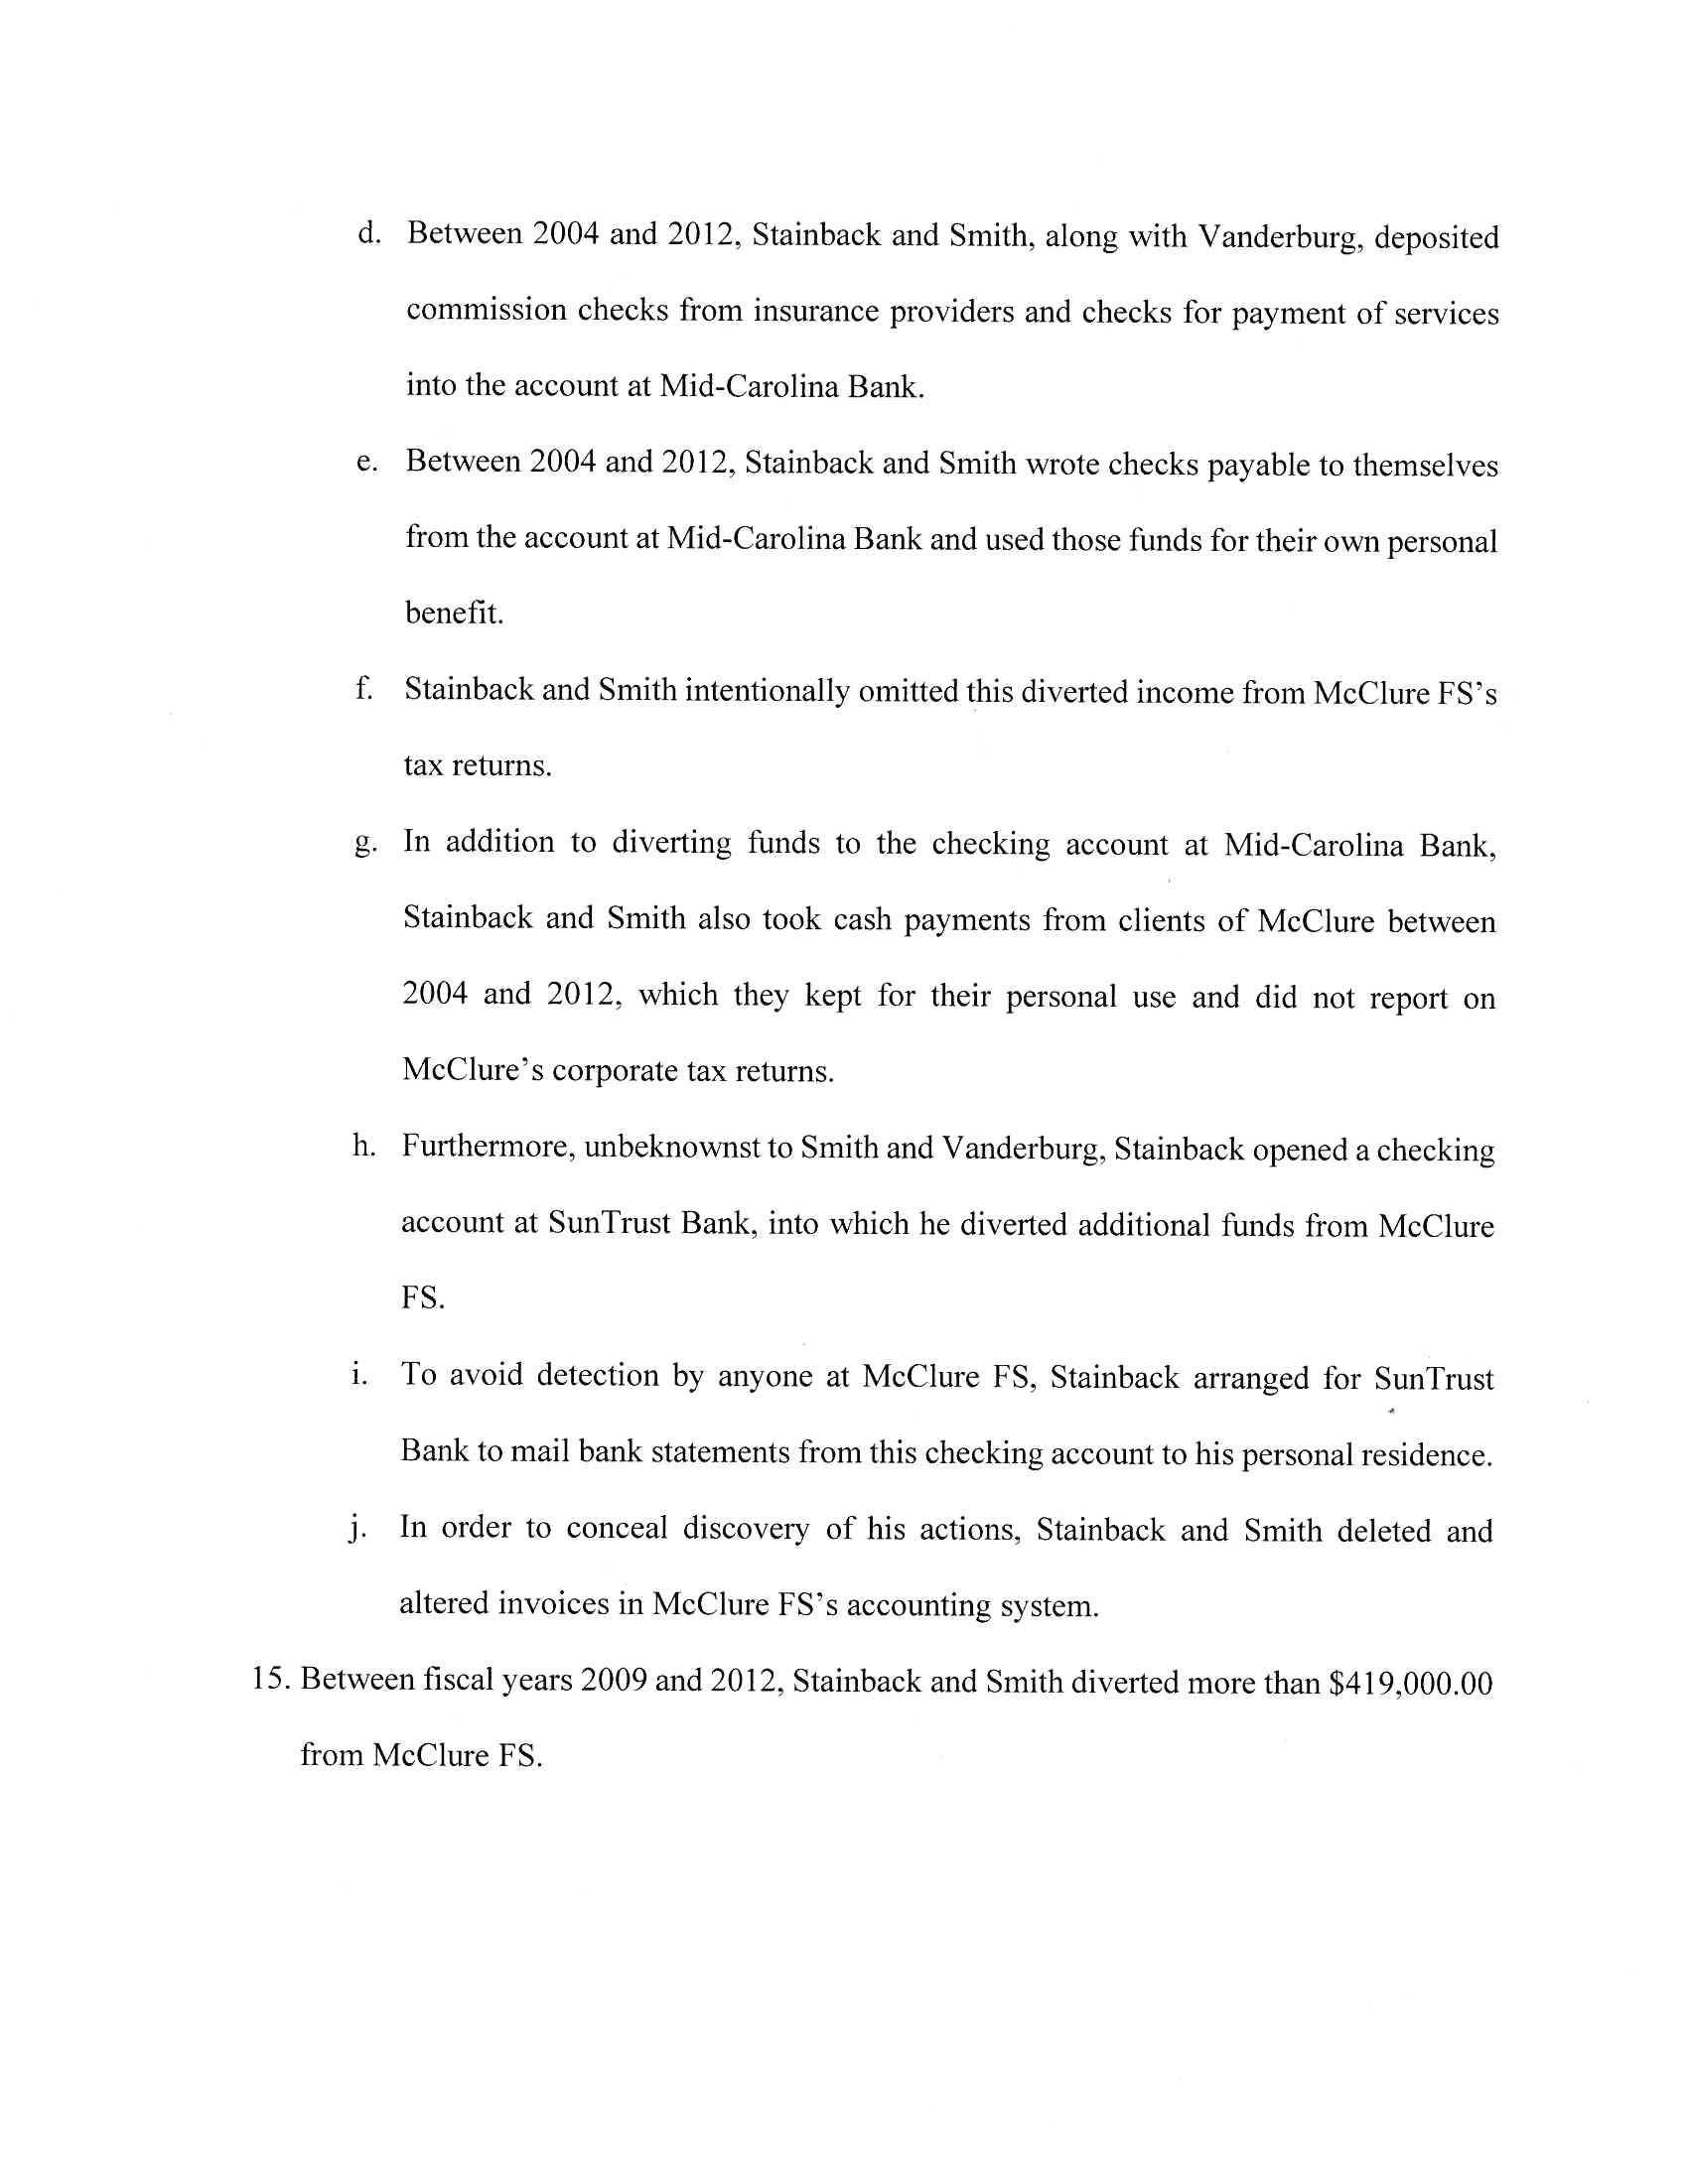 d. Between 2004 and 2012, Stainback and Smith, along with Vanderburg, deposited
commission checks from insurance providers and checks for payment of services
into the account at Mid-Carolina Bank.
e. Between 2004 and 2012, Stainback and Smith wrote checks payable to themselves
from the account at Mid-Carolina Bank and used those funds for their own personal
benefit.
f. Stainback and Smith intentionally omitted this diverted income from McClure FS's
tax returns.
g. In addition to diverting funds to the checking account at Mid-Carolina Bank,
Stainback and Smith also took cash payments from clients of McClure between
2004 and 2012, which they kept for their personal use and did not report on
McClure's corporate tax returns.
h. Furthermore, unbeknownst to Smith and Vanderburg, Stainback opened a checking
account at SunTrust Bank, into which he diverted additional funds from McClure
FS.
i. To avoid detection by anyone at McClure FS, Stainback arranged for SunTrust
Bank to mail bank statements from this checking account to his personal residence.
j. In order to conceal discovery of his actions, Stainback and Smith deleted and
altered invoices in McClure FS's accounting system.
15. Between fiscal years 2009 and 2012, Stainback and Smith diverted more than $419,000.00
from McClure FS.